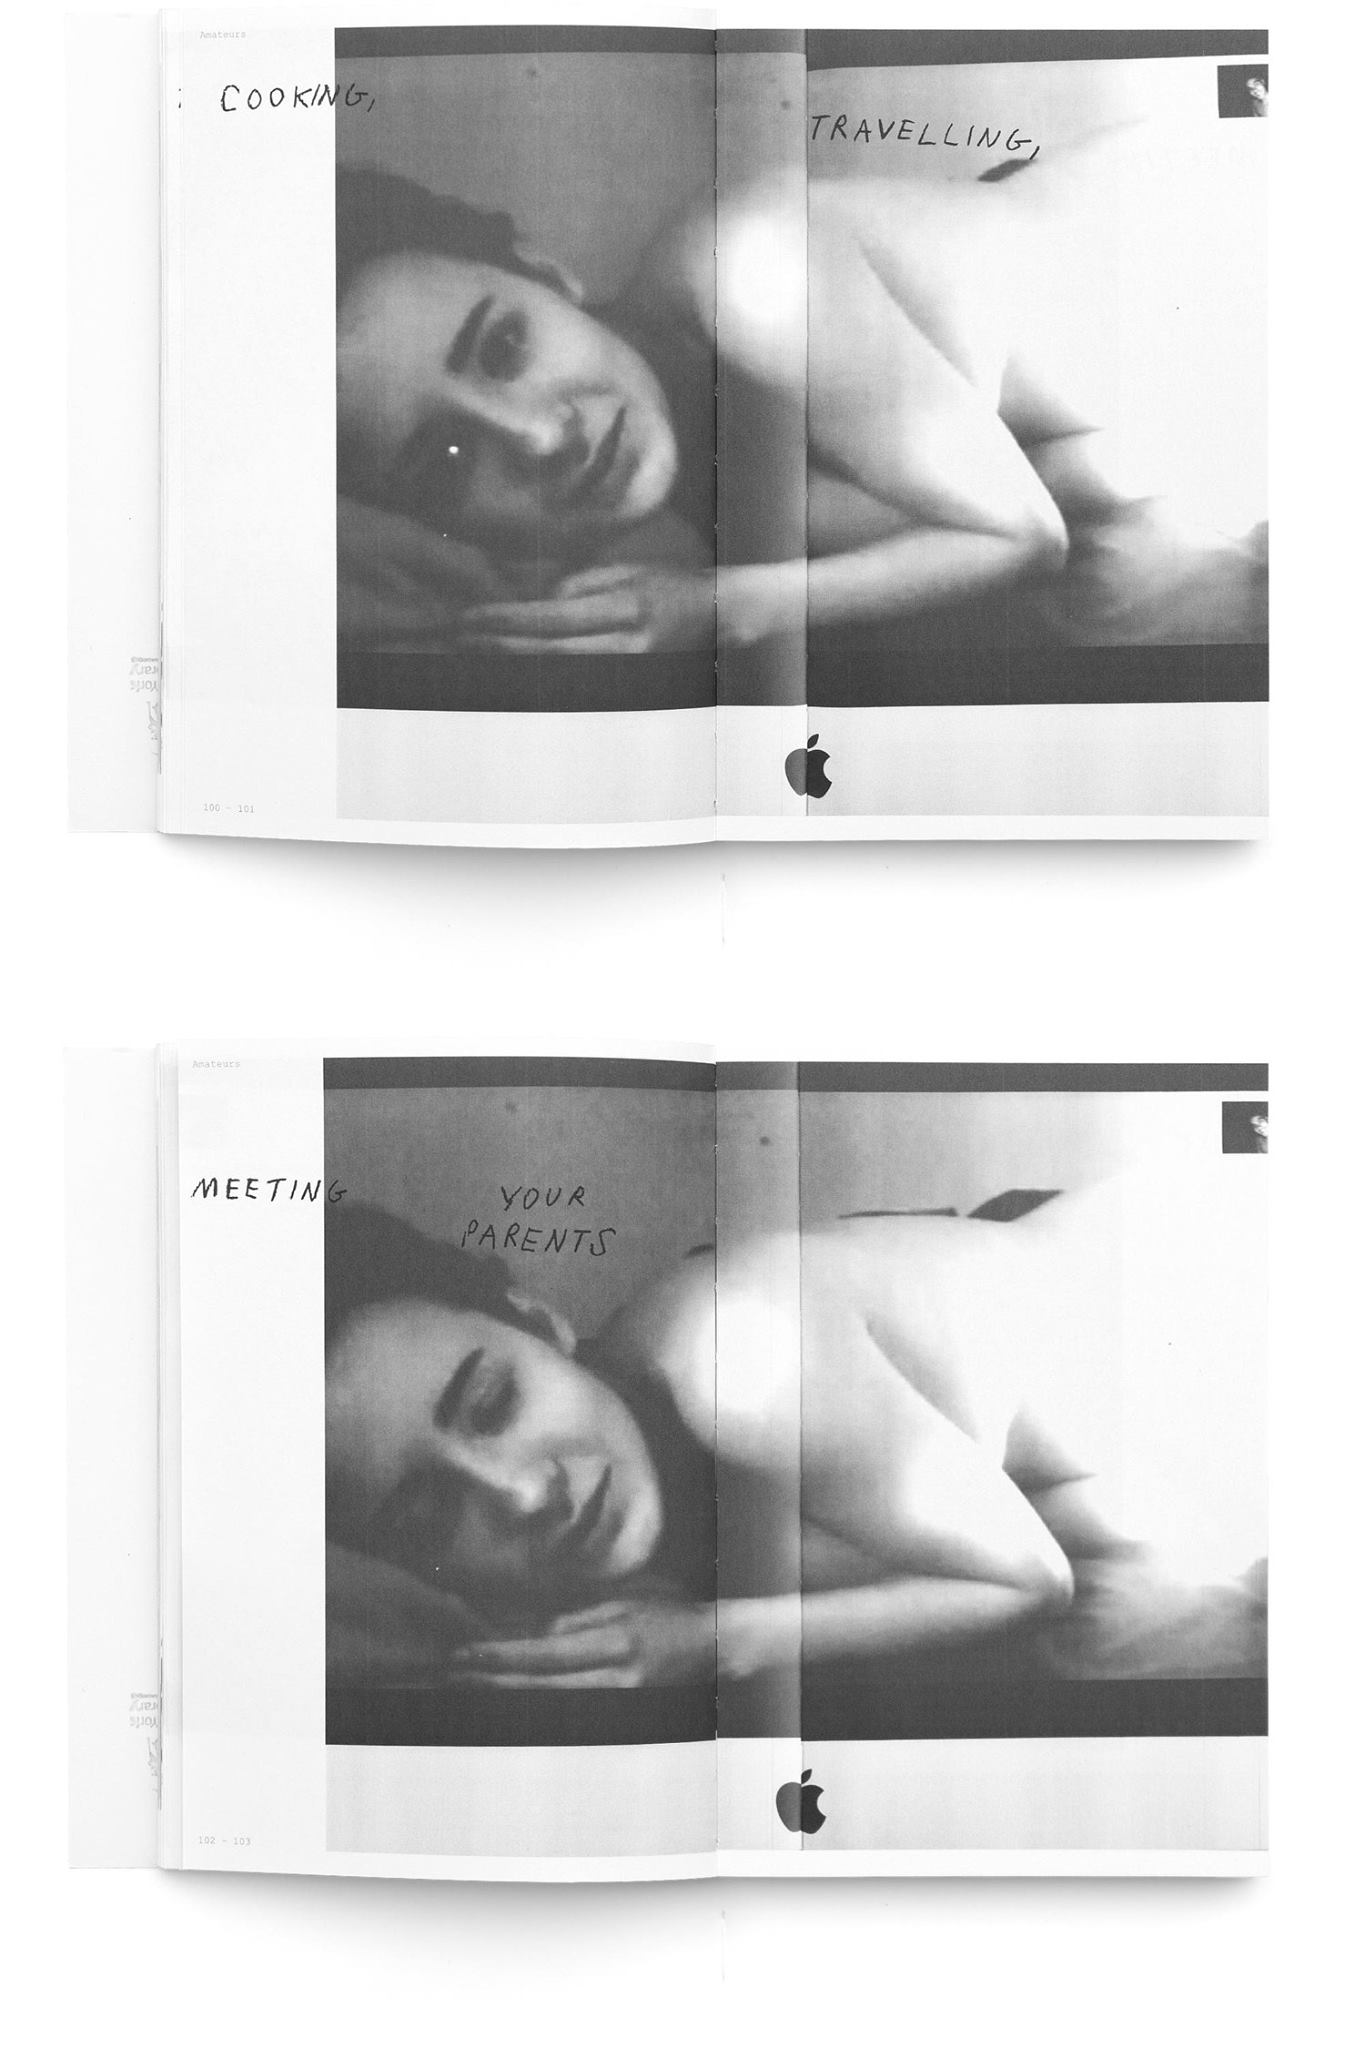 Amateurs
COOKING,
TRAVELLING,
100 – 101
Amateurs
MEETING
YOUR
PARENTS
102 – 103